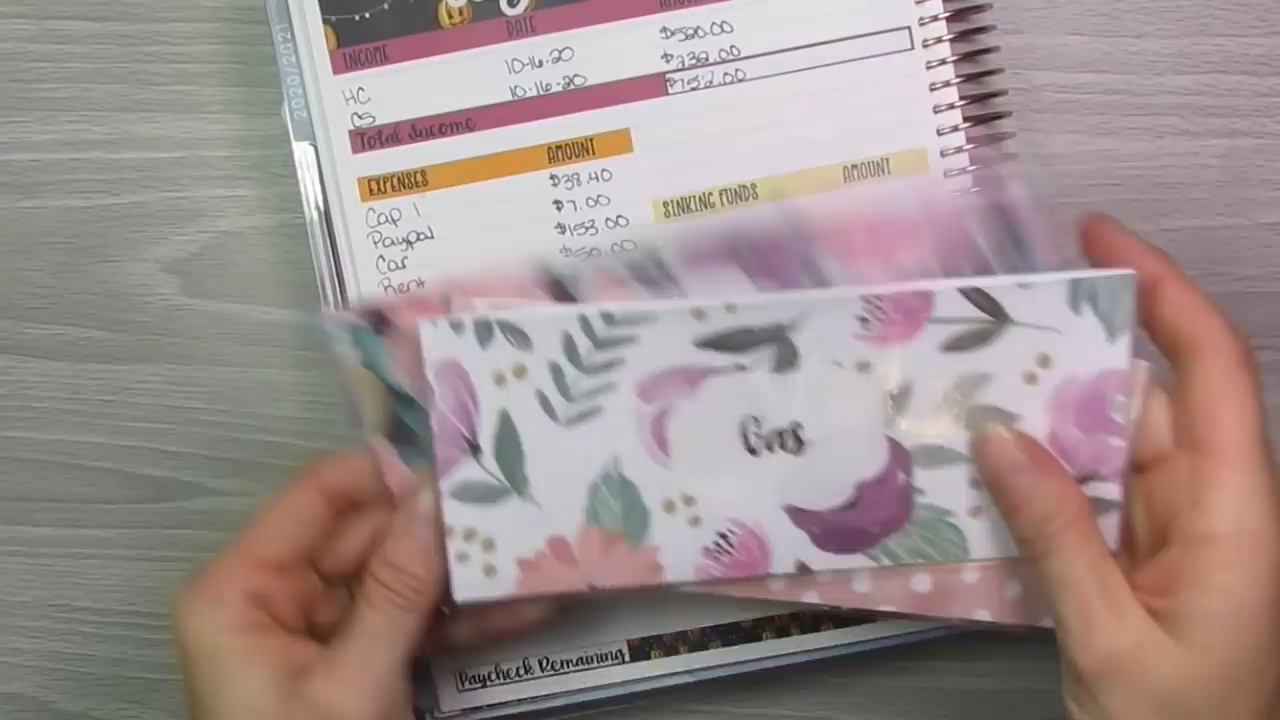 2020/2021
INCOME DATE
HC 10-16-20 $520.00
CS 10-16-20 $232.00
Total Income $752.00
EXPENSES AMOUNT
Cap 1 $38.40
Paypal $7.00
Car $153.00
Rent $50.00
SINKING FUNDS AMOUNT
Gas
Paycheck Remaining